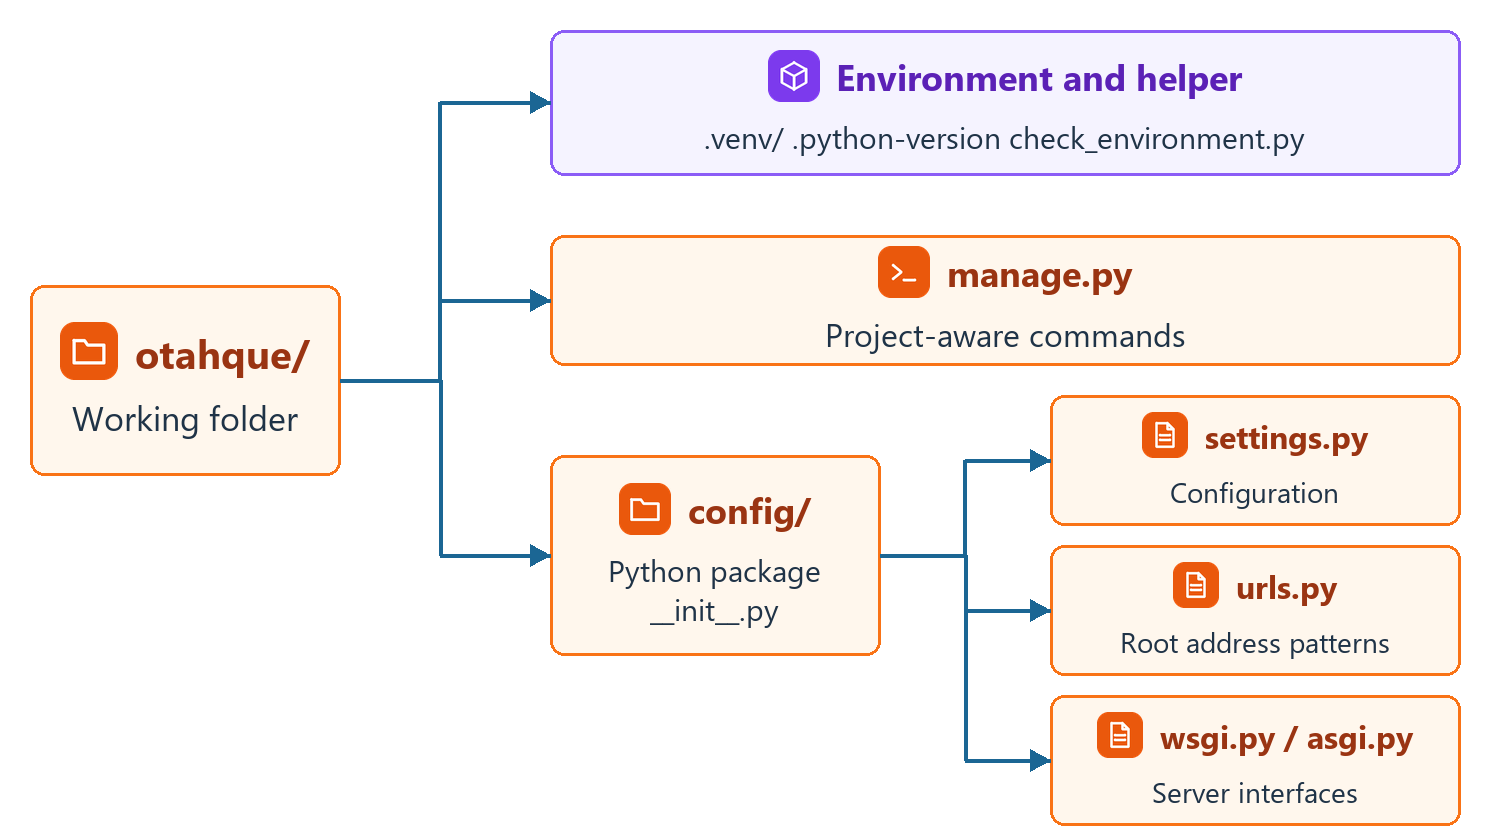 Environment and helper
.venv/ .python-version check_environment.py
manage.py
Project-aware commands
otahque/
Working folder
config/
Python package
__init__.py
settings.py
Configuration
urls.py
Root address patterns
wsgi.py / asgi.py
Server interfaces